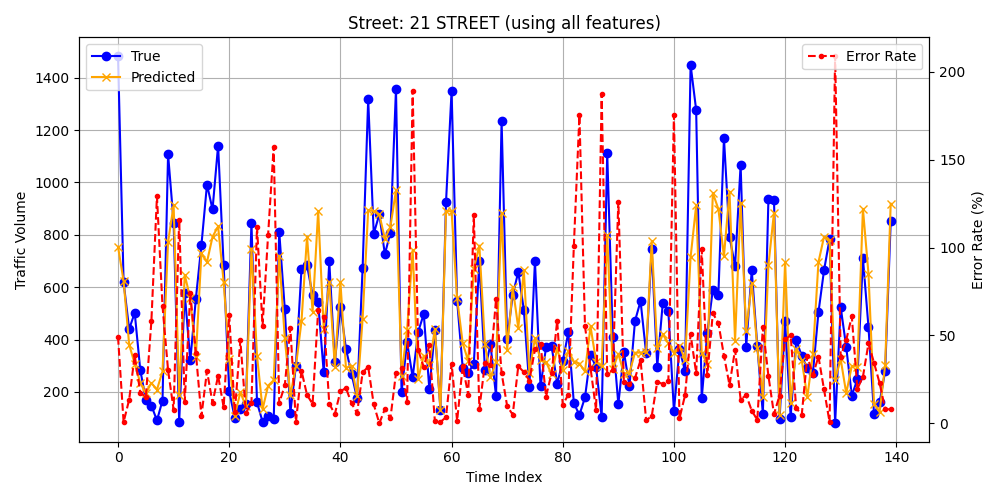 Street: 21 STREET (using all features)
True
Predicted
Error Rate
Traffic Volume
1400
1200
1000
800
600
400
200
200
150
100
50
0
Error Rate (%)
0 20 40 60 80 100 120 140
Time Index